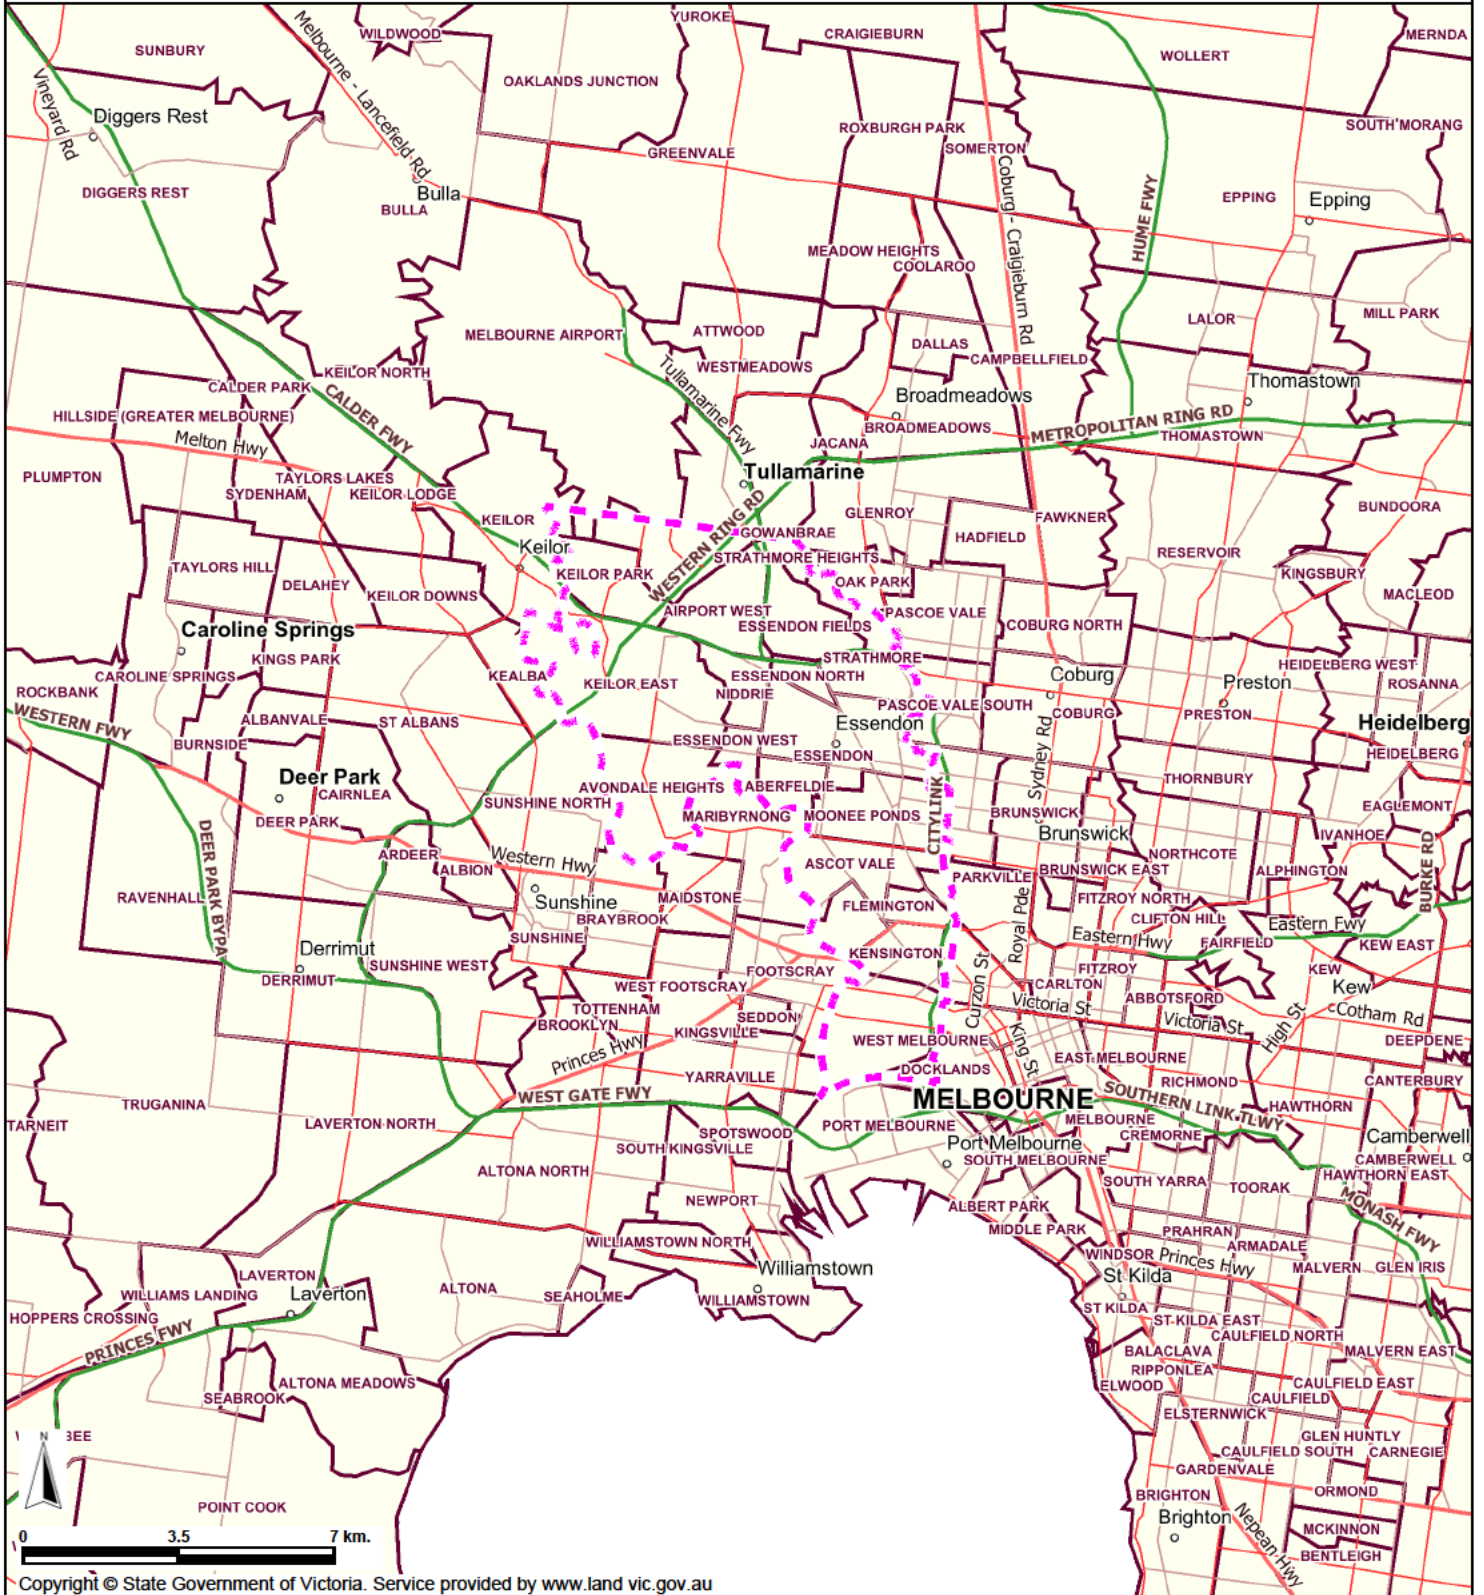 YUROKE
CRAIGIEBURN
MERNDA
WILDWOOD
SUNBURY
WOLLERT
Melbourne - Lancefield Rd
OAKLANDS JUNCTION
Vineyard Rd
Diggers Rest
ROXBURGH PARK
SOUTH MORANG
SOMERTON
GREENVALE
Coburg - Craigieburn Rd
DIGGERS REST
Bulla
BULLA
HUME FWY
EPPING
Epping
MEADOW HEIGHTS
COOLAROO
MELBOURNE AIRPORT
ATTWOOD
LALOR
MILL PARK
DALLAS
CAMPBELLFIELD
WESTMEADOWS
KEILOR NORTH
Tullamarine Fwy
CALDER PARK
Thomastown
Broadmeadows
HILLSIDE (GREATER MELBOURNE)
CALDER FWY
METROPOLITAN RING RD
BROADMEADOWS
THOMASTOWN
Melton Hwy
JACANA
PLUMPTON
Tullamarine
TAYLORS LAKES
SYDENHAM
KEILOR LODGE
BUNDOORA
WESTERN RING RD
GLENROY
FAWKNER
KEILOR
GOWANBRAE
HADFIELD
Keilor
RESERVOIR
STRATHMORE HEIGHTS
TAYLORS HILL
KEILOR PARK
KINGSBURY
DELAHEY
OAK PARK
KEILOR DOWNS
MACLEOD
AIRPORT WEST
PASCOE VALE
ESSENDON FIELDS
COBURG NORTH
Caroline Springs
KINGS PARK
STRATHMORE
HEIDELBERG WEST
CAROLINE SPRINGS
KEALBA
ESSENDON NORTH
Coburg
KEILOR EAST
Preston
ROSANNA
ROCKBANK
NIDDRIE
PASCOE VALE SOUTH
COBURG
PRESTON
WESTERN FWY
ALBANVALE
ST ALBANS
Essendon
Heidelberg
BURNSIDE
ESSENDON WEST
ESSENDON
HEIDELBERG
Sydney Rd
Deer Park
THORNBURY
CAIRNLEA
AVONDALE HEIGHTS
ABERFELDIE
SUNSHINE NORTH
CITYLINK
EAGLEMONT
DEER PARK
MARIBYRNONG
MOONEE PONDS
BRUNSWICK
Brunswick
IVANHOE
DEER PARK BYPA
ARDEER
Western Hwy
ASCOT VALE
NORTHCOTE
BURKE RD
ALBION
PARKVILLE
BRUNSWICK EAST
ALPHINGTON
RAVENHALL
Sunshine
MAIDSTONE
FLEMINGTON
FITZROY NORTH
BRAYBROOK
Royal Pde
CLIFTON HILL
Eastern Fwy
SUNSHINE
Eastern Hwy
FAIRFIELD
KEW EAST
Derrimut
KENSINGTON
SUNSHINE WEST
FOOTSCRAY
FITZROY
KEW
DERRIMUT
WEST FOOTSCRAY
Curzon St
CARLTON
Kew
ABBOTSFORD
TOTTENHAM
SEDDON
Victoria St
High St
Cotham Rd
BROOKLYN
KINGSVILLE
Victoria St
WEST MELBOURNE
King St
DEEPDENE
Princes Hwy
EAST MELBOURNE
DOCKLANDS
YARRAVILLE
RICHMOND
CANTERBURY
WEST GATE FWY
MELBOURNE
SOUTHERN LINK TLWY
HAWTHORN
TRUGANINA
TARNEIT
LAVERTON NORTH
PORT MELBOURNE
MELBOURNE
SPOTSWOOD
CREMORNE
Camberwell
SOUTH KINGSVILLE
Port Melbourne
SOUTH MELBOURNE
CAMBERWELL
ALTONA NORTH
HAWTHORN EAST
SOUTH YARRA
TOORAK
NEWPORT
ALBERT PARK
MONASH FWY
MIDDLE PARK
PRAHRAN
WILLIAMSTOWN NORTH
ARMADALE
WINDSOR
Princes Hwy
Williamstown
MALVERN
GLEN IRIS
LAVERTON
St Kilda
ALTONA
WILLIAMS LANDING
Laverton
SEAHOLME
WILLIAMSTOWN
ST KILDA
HOPPERS CROSSING
ST KILDA EAST
CAULFIELD NORTH
PRINCES FWY
BALACLAVA
MALVERN EAST
RIPPONLEA
ALTONA MEADOWS
ELWOOD
CAULFIELD EAST
SEABROOK
CAULFIELD
ELSTERNWICK
BEE
GLEN HUNTLY
N
CAULFIELD SOUTH
CARNEGIE
GARDENVALE
ORMOND
BRIGHTON
POINT COOK
Brighton
Nepean Hwy
MCKINNON
0 3.5 7 km.
BENTLEIGH
Copyright © State Government of Victoria. Service provided by www.land vic.gov.au